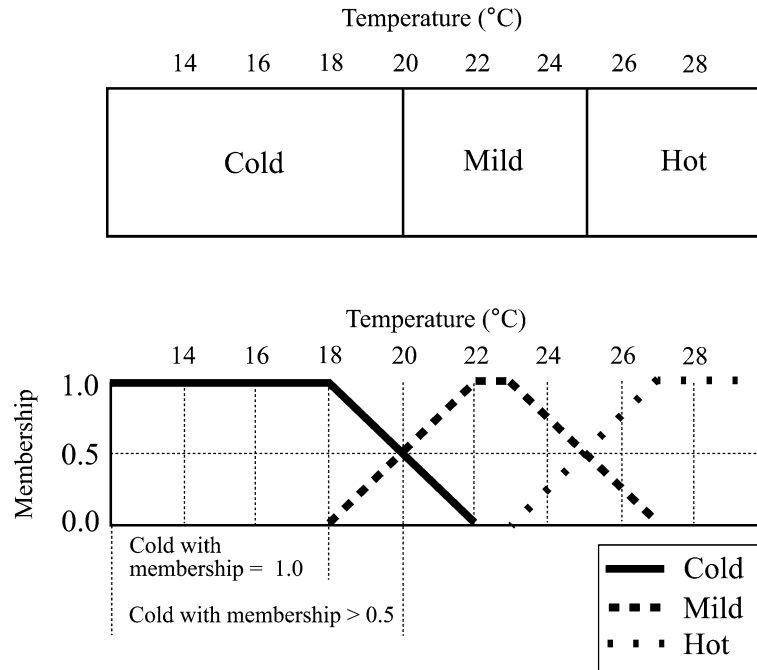 Temperature (°C)
14 16 18 20 22 24 26 28
Cold Mild Hot
Temperature (°C)
14 16 18 20 22 24 26 28
1.0
0.5
0.0
Membership
Cold with
membership = 1.0
Cold with membership > 0.5
Cold
Mild
Hot